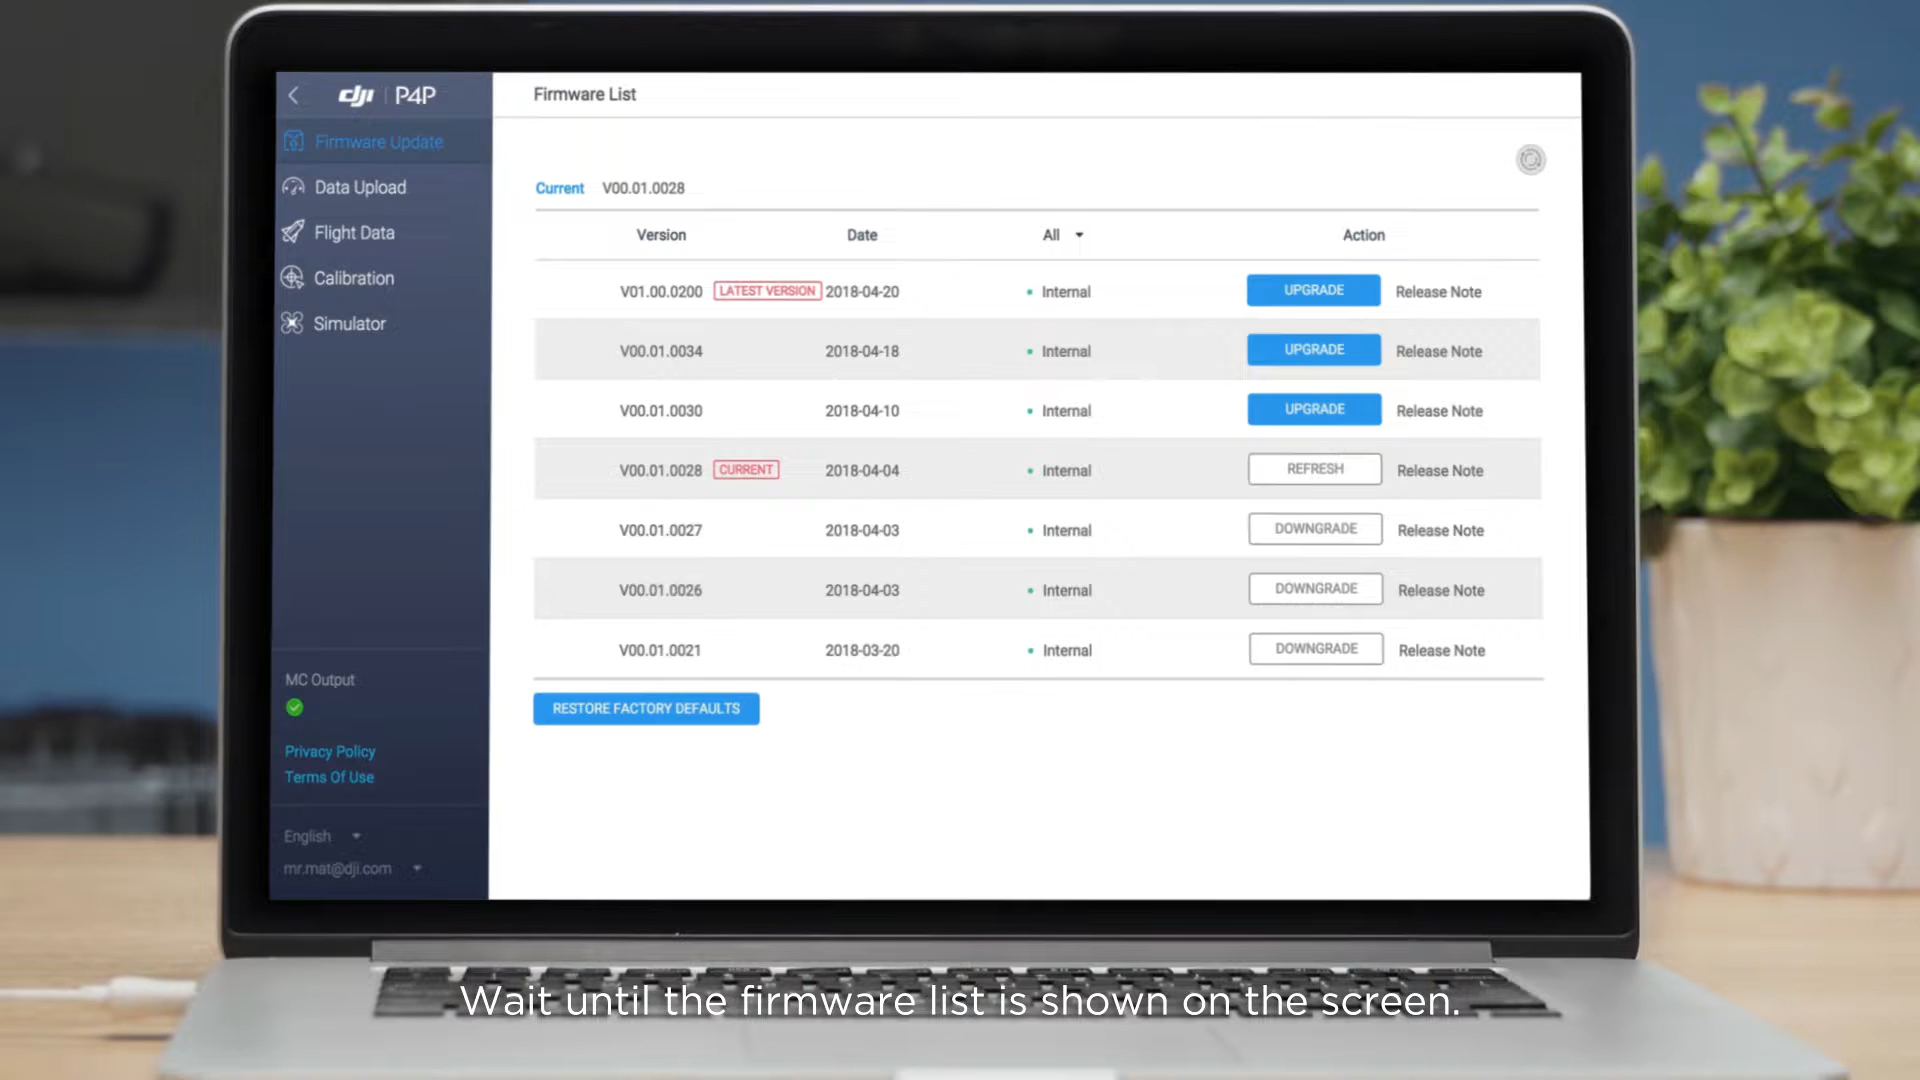 dji P4P
Firmware Update
Data Upload
Flight Data
Calibration
Simulator
MC Output
Privacy Policy
Terms Of Use
English
mr.mat@dji.com
Firmware List
Current V00.01.0028
Version Date All Action
V01.00.0200 LATEST VERSION 2018-04-20 Internal UPGRADE Release Note
V00.01.0034 2018-04-18 Internal UPGRADE Release Note
V00.01.0030 2018-04-10 Internal UPGRADE Release Note
V00.01.0028 CURRENT 2018-04-04 Internal REFRESH Release Note
V00.01.0027 2018-04-03 Internal DOWNGRADE Release Note
V00.01.0026 2018-04-03 Internal DOWNGRADE Release Note
V00.01.0021 2018-03-20 Internal DOWNGRADE Release Note
RESTORE FACTORY DEFAULTS
Wait until the firmware list is shown on the screen.